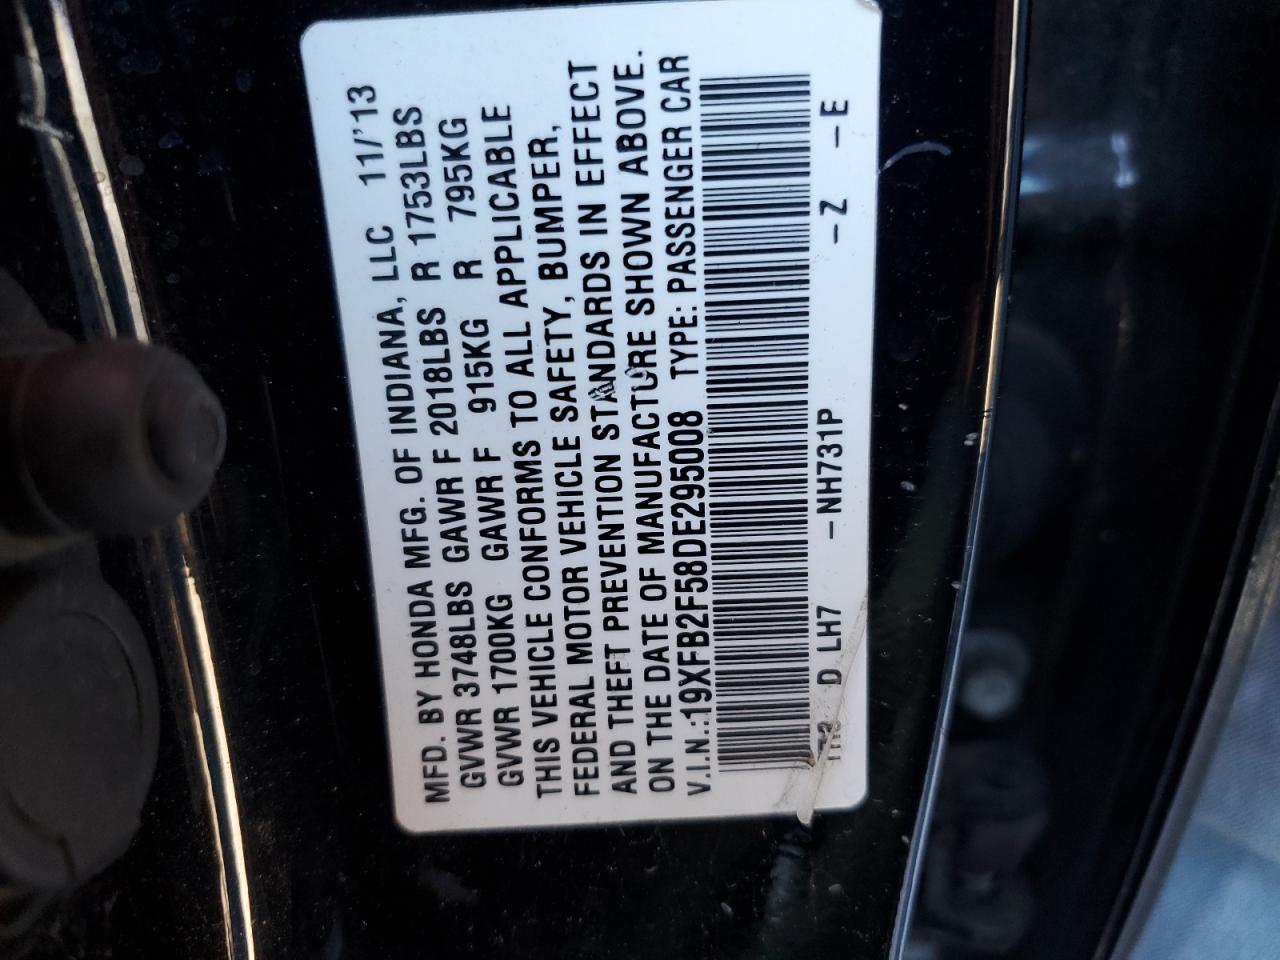 MFD. BY HONDA MFG. OF INDIANA, LLC 11/'13
GVWR 3748LBS GAWR F 2018LBS R 1753LBS
GVWR 1700KG GAWR F 915KG R 795KG
THIS VEHICLE CONFORMS TO ALL APPLICABLE
FEDERAL MOTOR VEHICLE SAFETY, BUMPER,
AND THEFT PREVENTION STANDARDS IN EFFECT
ON THE DATE OF MANUFACTURE SHOWN ABOVE.
V.I.N.:19XFB2F58DE295008 TYPE: PASSENGER CAR
D LH7 -NH731P -Z -E